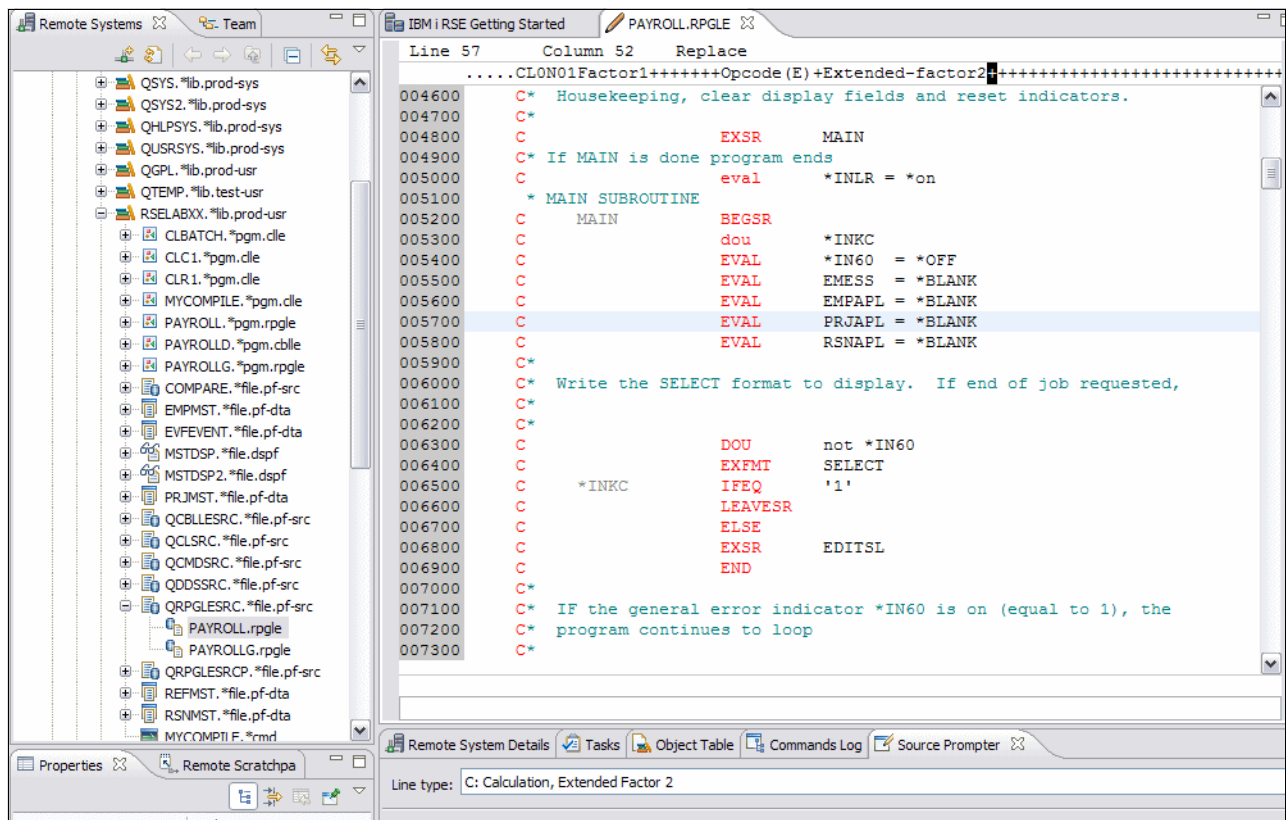 Remote Systems
Team
QSYS.*lib.prod-sys
QSYS2.*lib.prod-sys
QHLPSYS.*lib.prod-sys
QUSRSYS.*lib.prod-sys
QGPL.*lib.prod-usr
QTEMP.*lib.test-usr
RSELABXX.*lib.prod-usr
CLBATCH.*pgm.clle
CLC1.*pgm.clle
CLR1.*pgm.clle
MYCOMPILE.*pgm.clle
PAYROLL.*pgm.rpgle
PAYROLLD.*pgm.cblle
PAYROLLG.*pgm.rpgle
COMPARE.*file.pf-src
EMPMST.*file.pf-dta
EVFEVENT.*file.pf-dta
MSTDSP.*file.dspf
MSTDSP2.*file.dspf
PRJMST.*file.pf-dta
QCBLLESRC.*file.pf-src
QCLSRC.*file.pf-src
QCMDSRC.*file.pf-src
QDDSSRC.*file.pf-src
QRPGLESRC.*file.pf-src
PAYROLL.rpgle
PAYROLLG.rpgle
QRPGLESRCP.*file.pf-src
REFMST.*file.pf-dta
RSNMST.*file.pf-dta
MYCOMPILE.*cmd
Properties
Remote Scratchpa
IBM i RSE Getting Started
PAYROLL.RPGLE
Line 57 Column 52 Replace
.....CL0N01Factor1+++++++Opcode(E)+Extended-factor2+++++++++++++++++++++++++++++
004600 C* Housekeeping, clear display fields and reset indicators.
004700 C*
004800 C EXSR MAIN
004900 C* If MAIN is done program ends
005000 C eval *INLR = *on
005100 * MAIN SUBROUTINE
005200 C MAIN BEGSR
005300 C dou *INKC
005400 C EVAL *IN60 = *OFF
005500 C EVAL EMESS = *BLANK
005600 C EVAL EMPAPL = *BLANK
005700 C EVAL PRJAPL = *BLANK
005800 C EVAL RSNAPL = *BLANK
005900 C*
006000 C* Write the SELECT format to display. If end of job requested,
006100 C*
006200 C*
006300 C DOU not *IN60
006400 C EXFMT SELECT
006500 C *INKC IFEQ '1'
006600 C LEAVESR
006700 C ELSE
006800 C EXSR EDITSL
006900 C END
007000 C*
007100 C* IF the general error indicator *IN60 is on (equal to 1), the
007200 C* program continues to loop
007300 C*
Remote System Details
Tasks
Object Table
Commands Log
Source Prompter
Line type: C: Calculation, Extended Factor 2